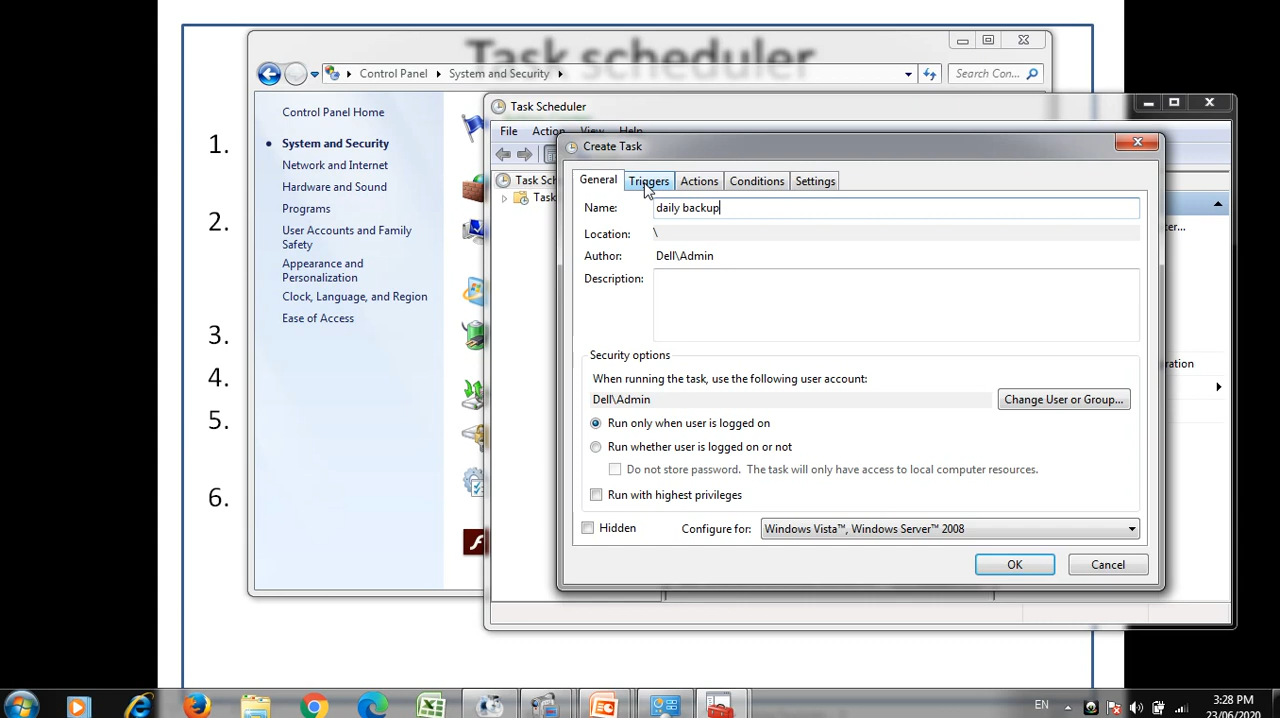 Task scheduler
1.
2.
3.
4.
5.
6.
Control Panel
System and Security
Search Con...
Control Panel Home
System and Security
Network and Internet
Hardware and Sound
Programs
User Accounts and Family
Safety
Appearance and
Personalization
Clock, Language, and Region
Ease of Access
Task Scheduler
File Action View Help
Task Sch
Task
ter...
ration
Create Task
General Triggers Actions Conditions Settings
Name: daily backup
Location: \
Author: Dell\Admin
Description:
Security options
When running the task, use the following user account:
Dell\Admin
Change User or Group...
Run only when user is logged on
Run whether user is logged on or not
Do not store password. The task will only have access to local computer resources.
Run with highest privileges
Hidden Configure for: Windows Vista™, Windows Server™ 2008
OK Cancel
EN
3:28 PM
23/06/2020